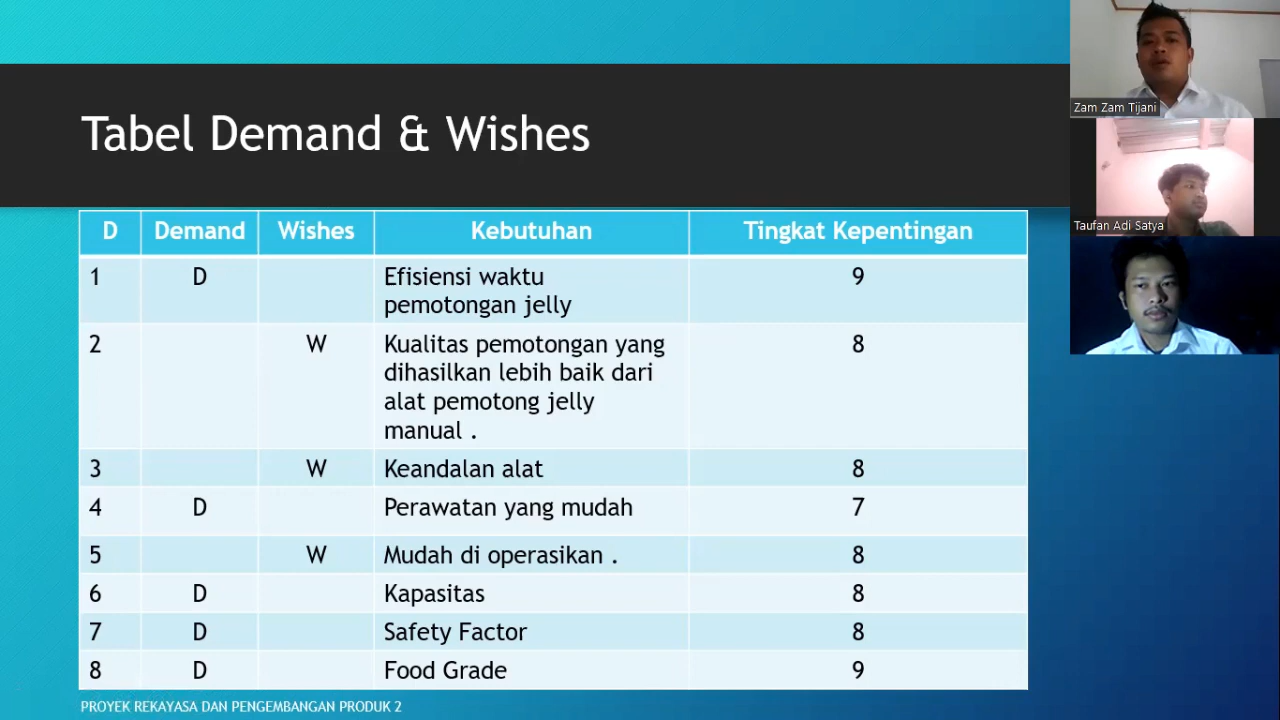 Tabel Demand & Wishes
D Demand Wishes Kebutuhan Tingkat Kepentingan
1 D Efisiensi waktu 9
pemotongan jelly
2 W Kualitas pemotongan yang 8
dihasilkan lebih baik dari
alat pemotong jelly
manual .
3 W Keandalan alat 8
4 D Perawatan yang mudah 7
5 W Mudah di operasikan . 8
6 D Kapasitas 8
7 D Safety Factor 8
8 D Food Grade 9
PROYEK REKAYASA DAN PENGEMBANGAN PRODUK 2
Zam Zam Tijani
Taufan Adi Satya